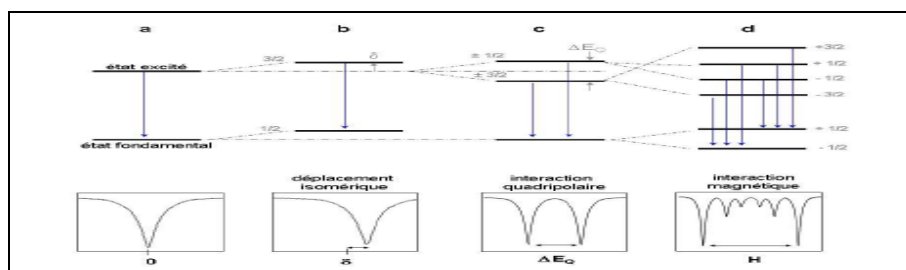 a b c d
état excité
3/2
δ
± 1/2
± 3/2
ΔE_Q
+3/2
+ 1/2
- 1/2
- 3/2
état fondamental
1/2
+ 1/2
- 1/2
déplacement
isomérique
interaction
quadripolaire
interaction
magnétique
0
δ
ΔE_Q
H